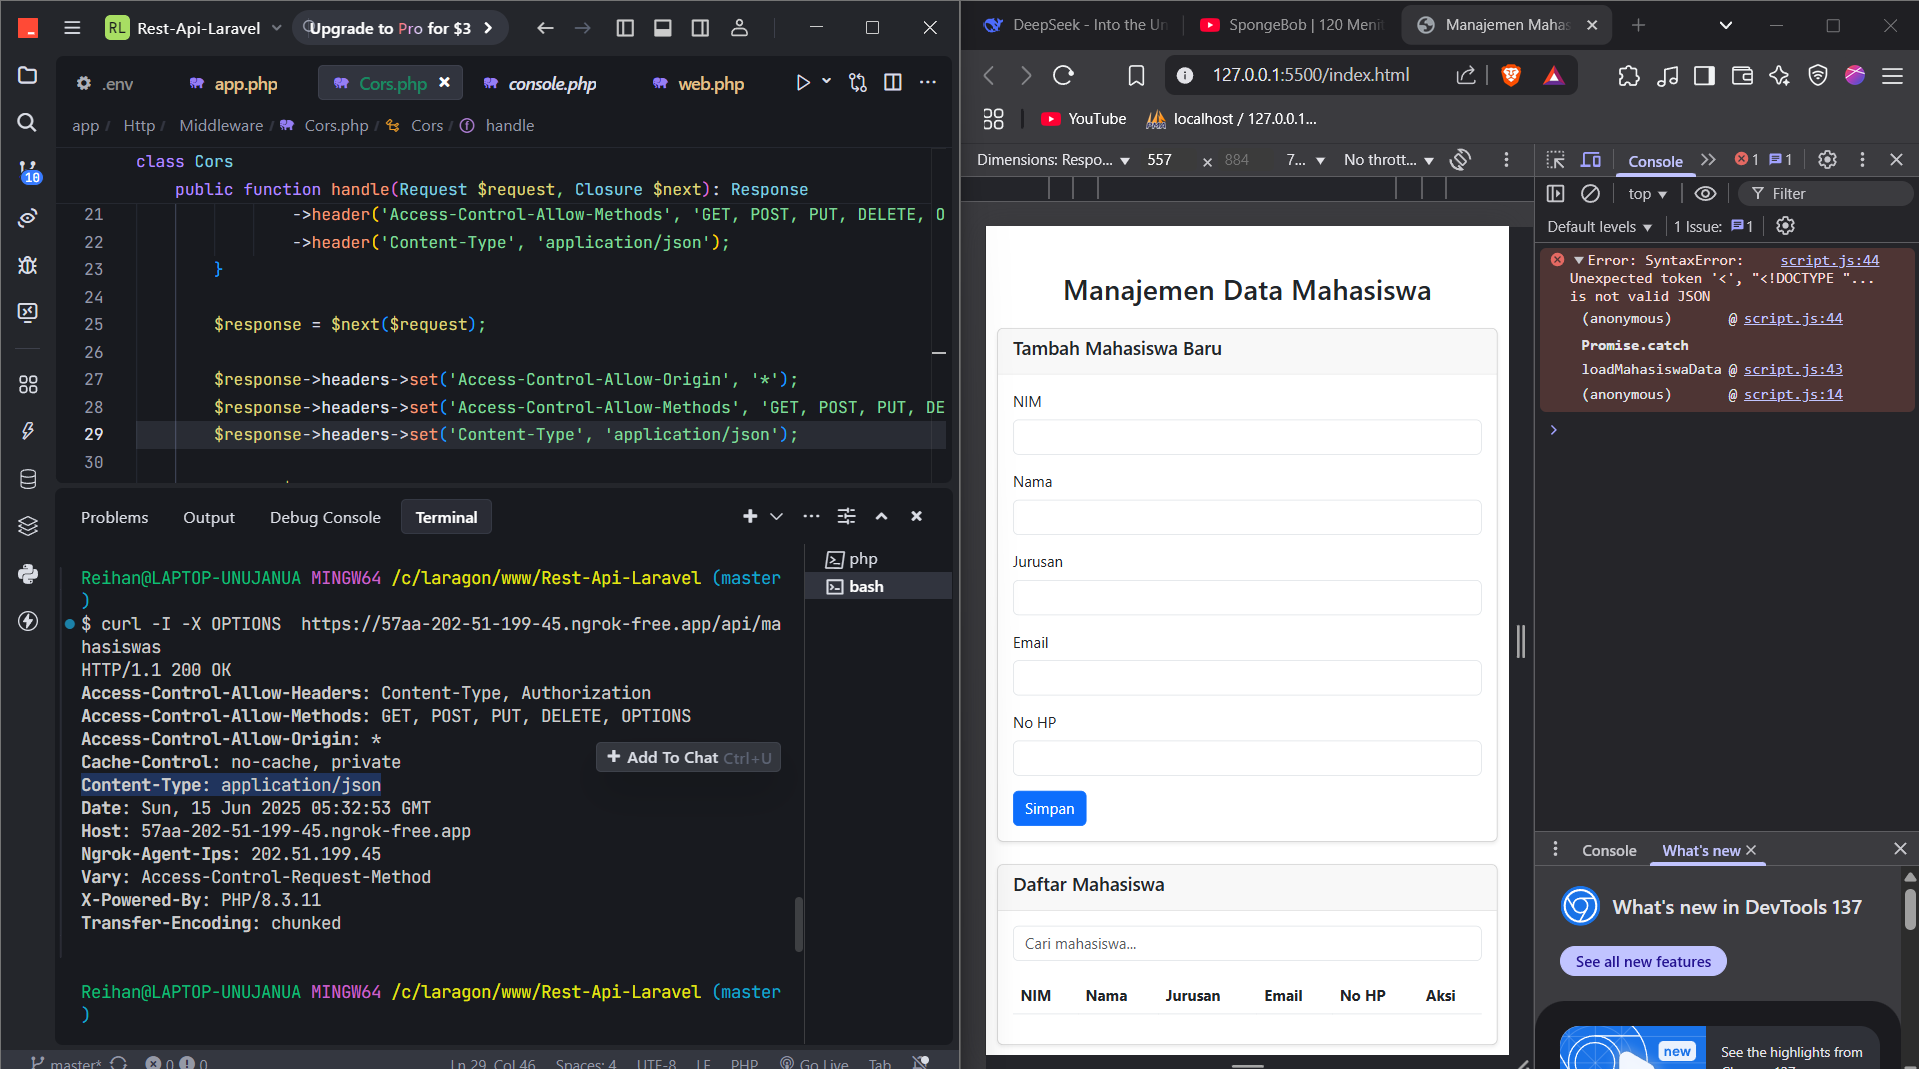 RL Rest-Api-Laravel
Upgrade to Pro for $3
.env
app.php
Cors.php
console.php
web.php
app / Http / Middleware / Cors.php / Cors / handle
class Cors
public function handle(Request $request, Closure $next): Response
21 ->header('Access-Control-Allow-Methods', 'GET, POST, PUT, DELETE, O
22 ->header('Content-Type', 'application/json');
23 }
24
25 $response = $next($request);
26
27 $response->headers->set('Access-Control-Allow-Origin', '*');
28 $response->headers->set('Access-Control-Allow-Methods', 'GET, POST, PUT, DE
29 $response->headers->set('Content-Type', 'application/json');
30
10
Problems
Output
Debug Console
Terminal
php
bash
Reihan@LAPTOP-UNUJANUA MINGW64 /c/laragon/www/Rest-Api-Laravel (master
)
$ curl -I -X OPTIONS  https://57aa-202-51-199-45.ngrok-free.app/api/ma
hasiswas
HTTP/1.1 200 OK
Access-Control-Allow-Headers: Content-Type, Authorization
Access-Control-Allow-Methods: GET, POST, PUT, DELETE, OPTIONS
Access-Control-Allow-Origin: *
Cache-Control: no-cache, private
Content-Type: application/json
Date: Sun, 15 Jun 2025 05:32:53 GMT
Host: 57aa-202-51-199-45.ngrok-free.app
Ngrok-Agent-Ips: 202.51.199.45
Vary: Access-Control-Request-Method
X-Powered-By: PHP/8.3.11
Transfer-Encoding: chunked
+ Add To Chat Ctrl+U
Reihan@LAPTOP-UNUJANUA MINGW64 /c/laragon/www/Rest-Api-Laravel (master
)
master*
0 0
Ln 29, Col 46
Spaces: 4
UTF-8
LF
PHP
Go Live
Tab
DeepSeek - Into the Un
SpongeBob | 120 Menit
Manajemen Mahas
127.0.0.1:5500/index.html
YouTube
localhost / 127.0.0.1...
Dimensions: Respo... 557 × 884 7... No thrott...
Manajemen Data Mahasiswa
Tambah Mahasiswa Baru
NIM
Nama
Jurusan
Email
No HP
Simpan
Daftar Mahasiswa
Cari mahasiswa...
NIM Nama Jurusan Email No HP Aksi
Console
1 1
top
Filter
Default levels
1 Issue: 1
Error: SyntaxError: script.js:44
Unexpected token '<', "<!DOCTYPE "...
is not valid JSON
(anonymous) @ script.js:44
Promise.catch
loadMahasiswaData @ script.js:43
(anonymous) @ script.js:14
Console
What's new
What's new in DevTools 137
See all new features
new
See the highlights from